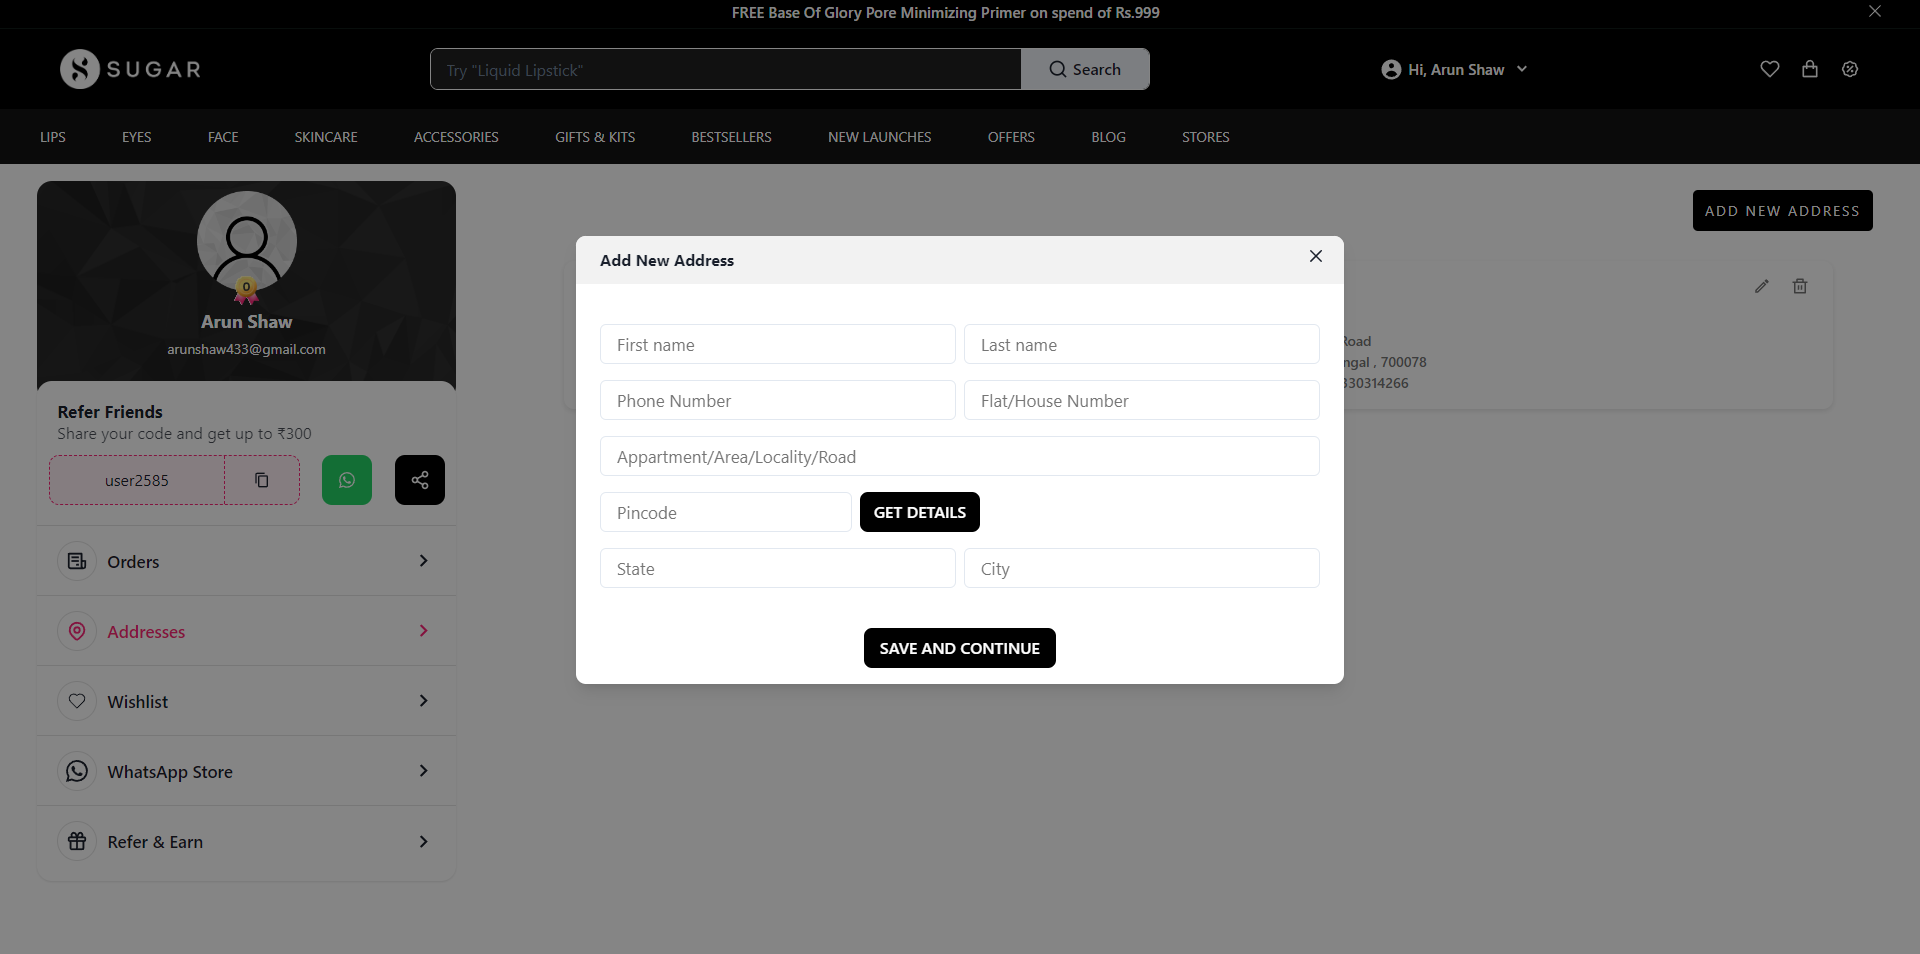 FREE Base Of Glory Pore Minimizing Primer on spend of Rs.999
SUGAR
Try "Liquid Lipstick"
Search
Hi, Arun Shaw
LIPS
EYES
FACE
SKINCARE
ACCESSORIES
GIFTS & KITS
BESTSELLERS
NEW LAUNCHES
OFFERS
BLOG
STORES
0
Arun Shaw
arunshaw433@gmail.com
Refer Friends
Share your code and get up to ₹300
user2585
Orders
Addresses
Wishlist
WhatsApp Store
Refer & Earn
ADD NEW ADDRESS
Road
ngal , 700078
330314266
Add New Address
First name
Last name
Phone Number
Flat/House Number
Appartment/Area/Locality/Road
Pincode
GET DETAILS
State
City
SAVE AND CONTINUE